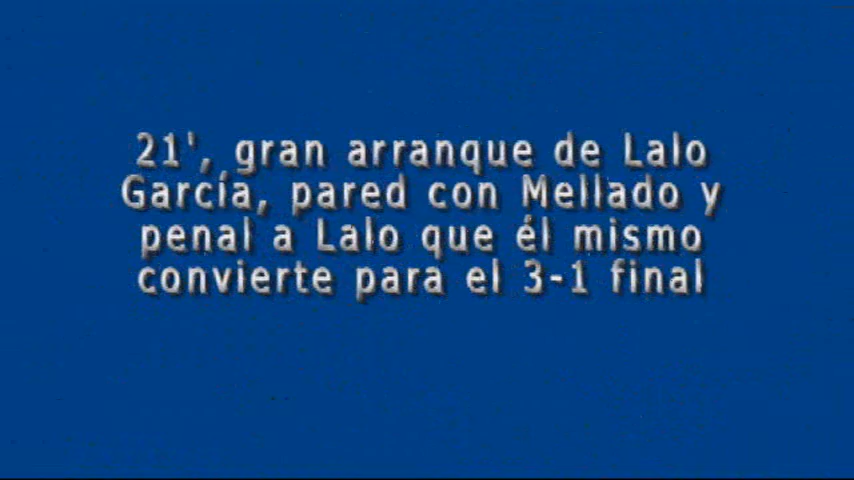 21', gran arranque de Lalo
García, pared con Mellado y
penal a Lalo que él mismo
convierte para el 3-1 final